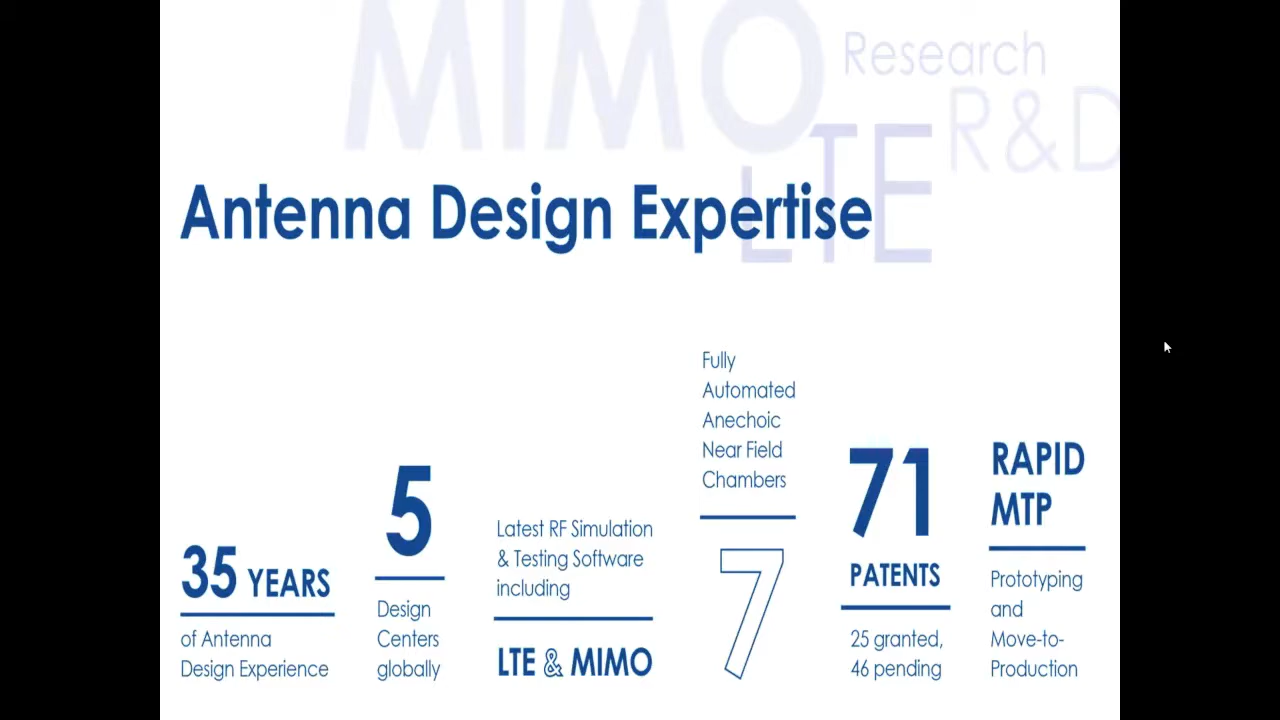 MIMO
Research
R&D
LTE
Antenna Design Expertise
35 YEARS
of Antenna
Design Experience
5
Design
Centers
globally
Latest RF Simulation
& Testing Software
including
LTE & MIMO
Fully
Automated
Anechoic
Near Field
Chambers
7
71
PATENTS
25 granted,
46 pending
RAPID
MTP
Prototyping
and
Move-to-
Production